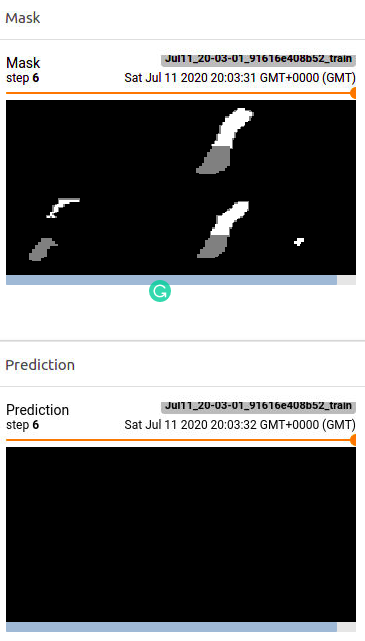 Mask
Jul11_20-03-01_91616e408b52_train
Mask
step 6
Sat Jul 11 2020 20:03:31 GMT+0000 (GMT)
Prediction
Jul11_20-03-01_91616e408b52_train
Prediction
step 6
Sat Jul 11 2020 20:03:32 GMT+0000 (GMT)